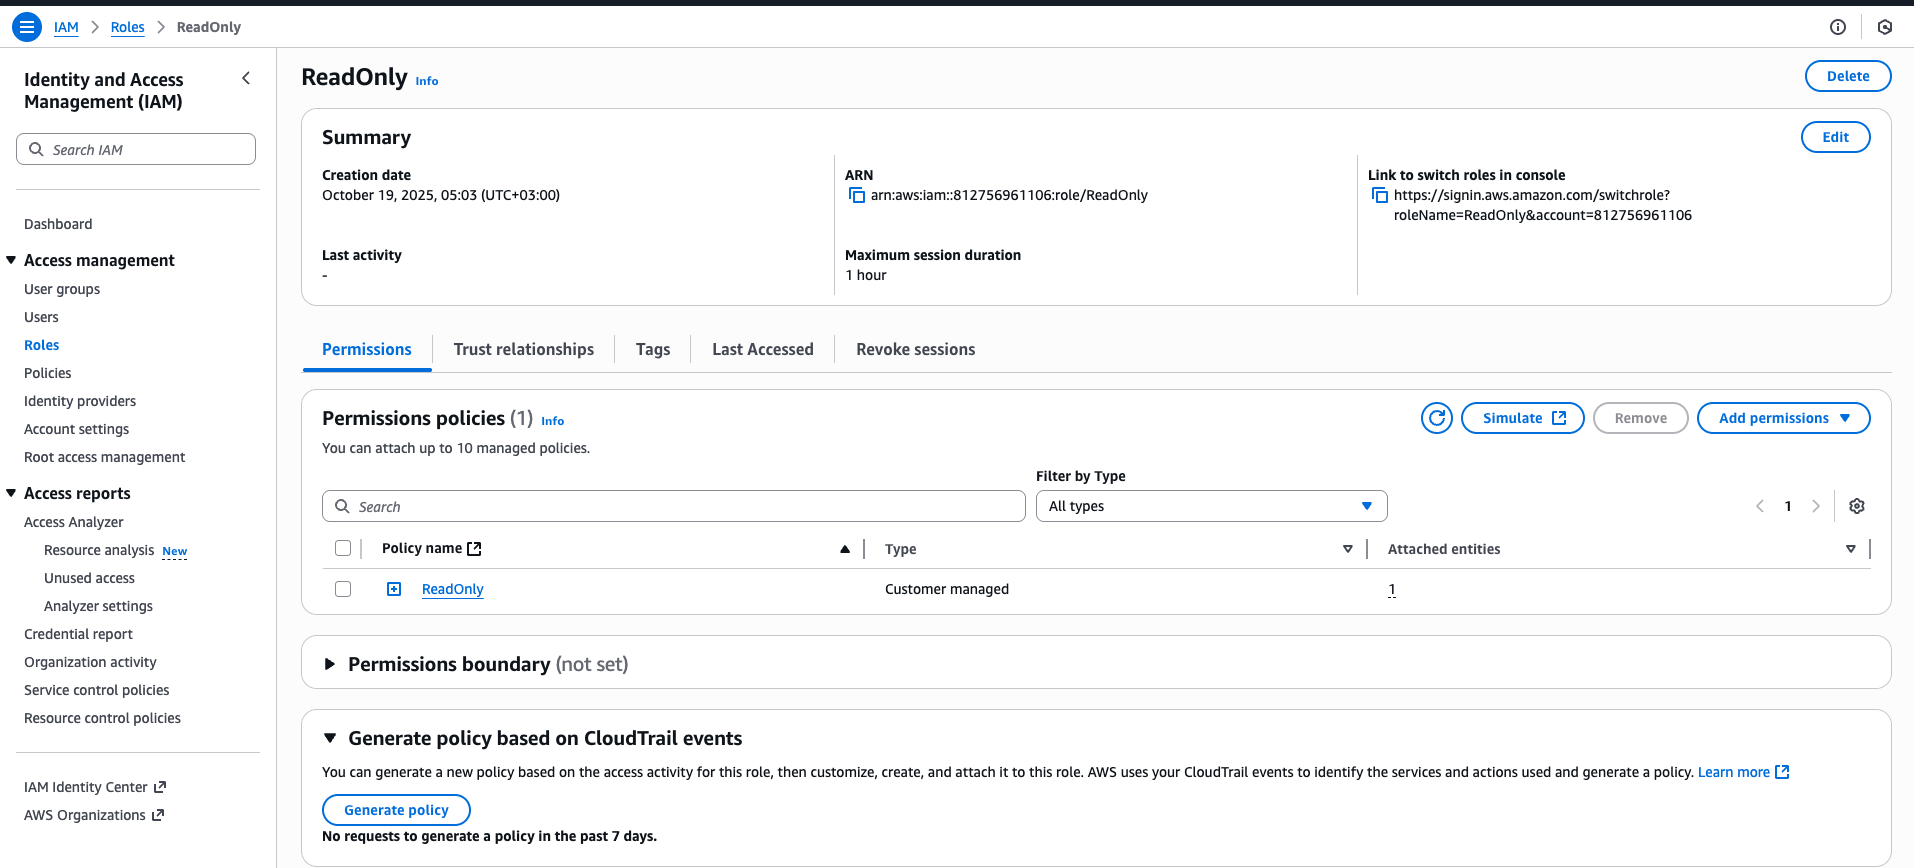 IAM > Roles > ReadOnly
Identity and Access
Management (IAM)
Search IAM
Dashboard
Access management
User groups
Users
Roles
Policies
Identity providers
Account settings
Root access management
Access reports
Access Analyzer
Resource analysis New
Unused access
Analyzer settings
Credential report
Organization activity
Service control policies
Resource control policies
IAM Identity Center
AWS Organizations
ReadOnly Info
Delete
Summary
Edit
Creation date
October 19, 2025, 05:03 (UTC+03:00)
ARN
arn:aws:iam::812756961106:role/ReadOnly
Link to switch roles in console
https://signin.aws.amazon.com/switchrole?
roleName=ReadOnly&account=812756961106
Last activity
-
Maximum session duration
1 hour
Permissions
Trust relationships
Tags
Last Accessed
Revoke sessions
Permissions policies (1) Info
Simulate
Remove
Add permissions
You can attach up to 10 managed policies.
Filter by Type
Search
All types
1
Policy name
Type
Attached entities
ReadOnly
Customer managed
1
Permissions boundary (not set)
Generate policy based on CloudTrail events
You can generate a new policy based on the access activity for this role, then customize, create, and attach it to this role. AWS uses your CloudTrail events to identify the services and actions used and generate a policy. Learn more
Generate policy
No requests to generate a policy in the past 7 days.